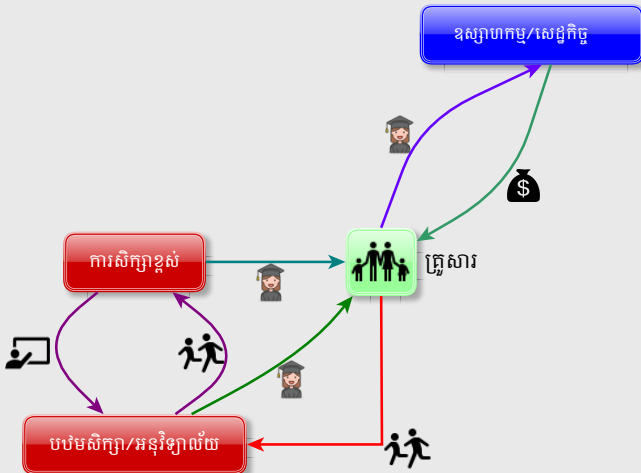 ឧស្សាហកម្ម/សេដ្ឋកិច្ច
$
ការសិក្សាខ្ពស់
គ្រួសារ
បឋមសិក្សា/អនុវិទ្យាល័យ